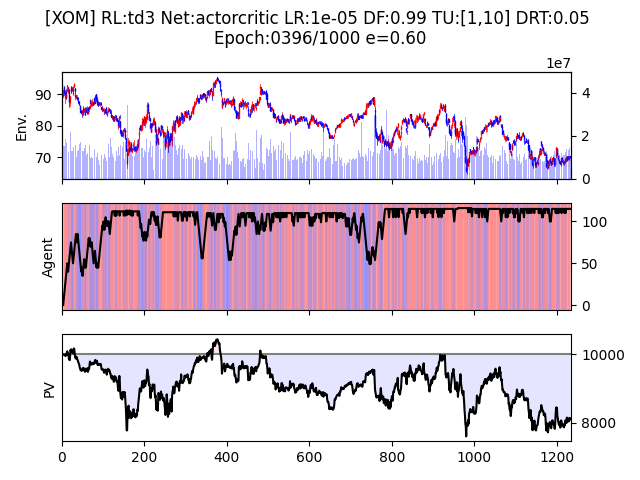 [XOM] RL:td3 Net:actorcritic LR:1e-05 DF:0.99 TU:[1,10] DRT:0.05
Epoch:0396/1000 e=0.60
1e7
Env.
90
80
70
4
2
0
Agent
100
50
0
PV
10000
8000
0 200 400 600 800 1000 1200